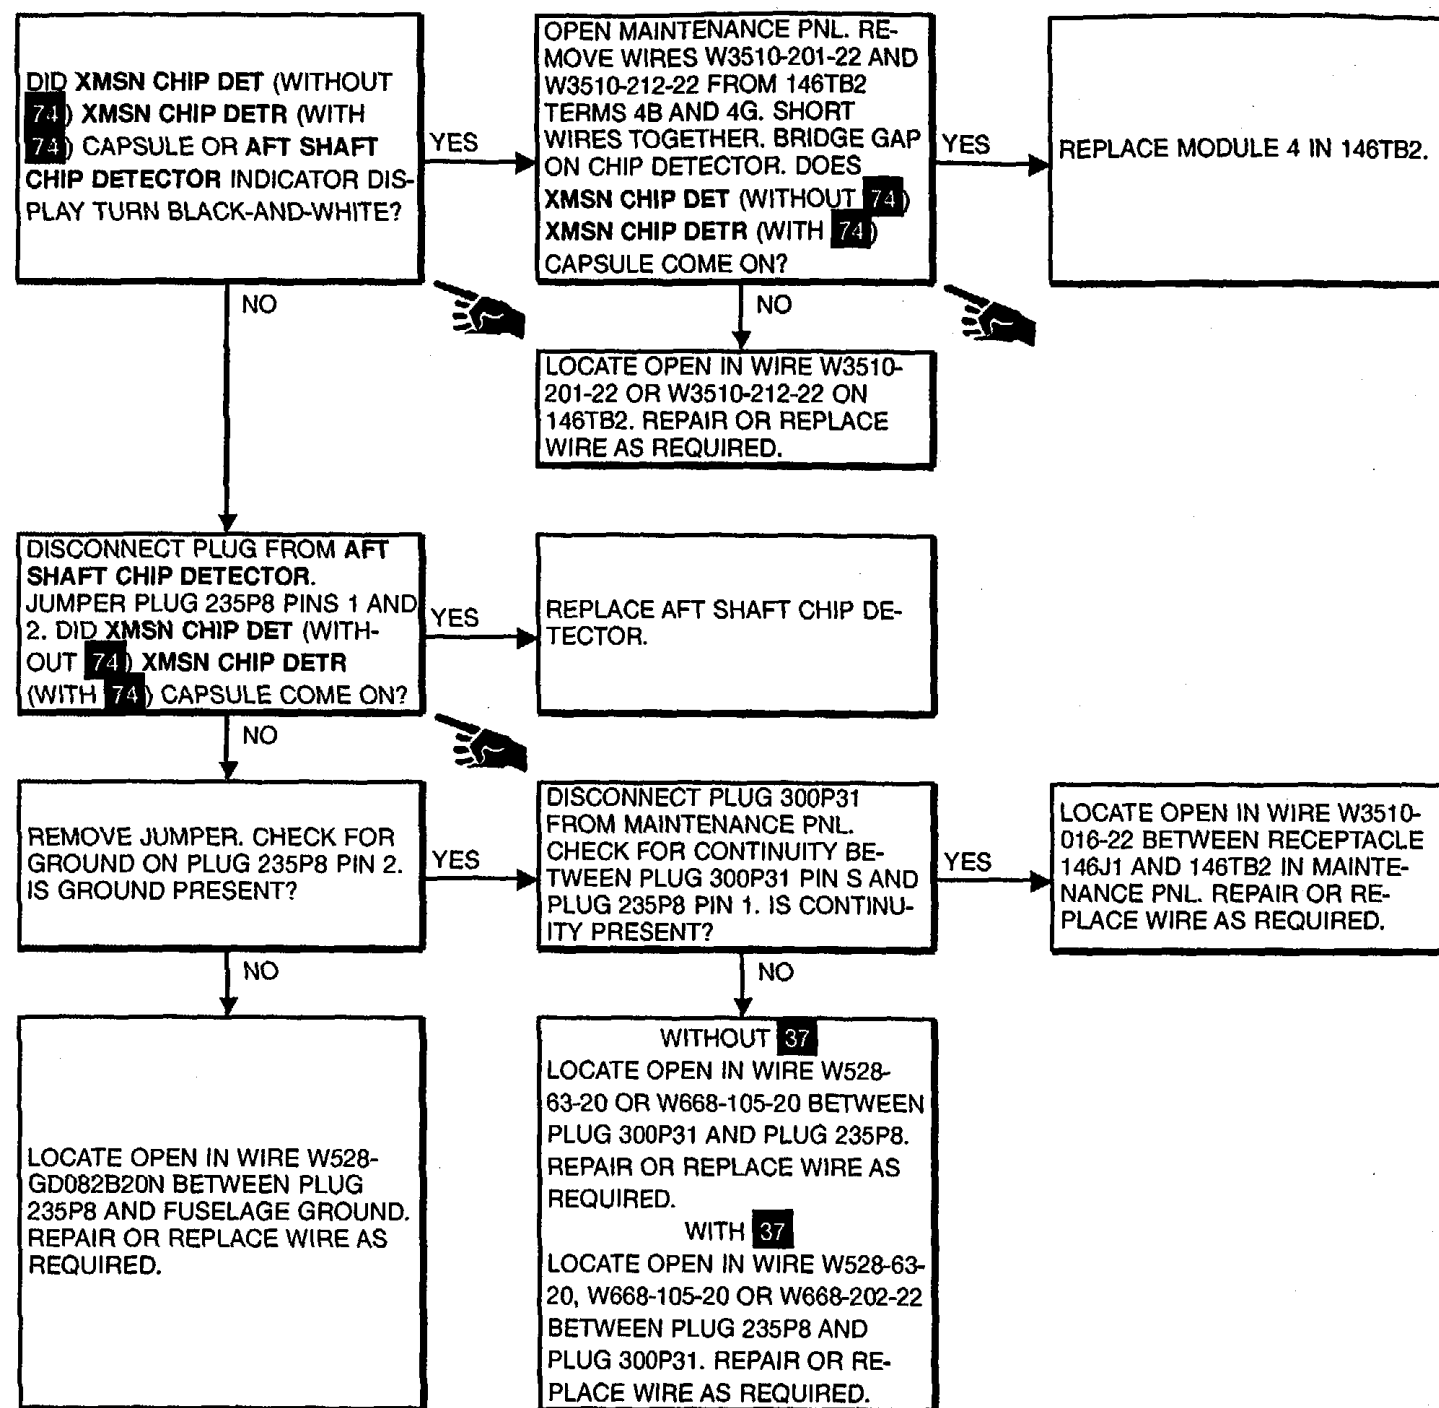 DID XMSN CHIP DET (WITHOUT
74) XMSN CHIP DETR (WITH
74) CAPSULE OR AFT SHAFT
CHIP DETECTOR INDICATOR DIS-
PLAY TURN BLACK-AND-WHITE?
YES
OPEN MAINTENANCE PNL. RE-
MOVE WIRES W3510-201-22 AND
W3510-212-22 FROM 146TB2
TERMS 4B AND 4G. SHORT
WIRES TOGETHER. BRIDGE GAP
ON CHIP DETECTOR. DOES
XMSN CHIP DET (WITHOUT 74)
XMSN CHIP DETR (WITH 74)
CAPSULE COME ON?
YES
REPLACE MODULE 4 IN 146TB2.
NO
NO
LOCATE OPEN IN WIRE W3510-
201-22 OR W3510-212-22 ON
146TB2. REPAIR OR REPLACE
WIRE AS REQUIRED.
DISCONNECT PLUG FROM AFT
SHAFT CHIP DETECTOR.
JUMPER PLUG 235P8 PINS 1 AND
2. DID XMSN CHIP DET (WITH-
OUT 74) XMSN CHIP DETR
(WITH 74) CAPSULE COME ON?
YES
REPLACE AFT SHAFT CHIP DE-
TECTOR.
NO
REMOVE JUMPER. CHECK FOR
GROUND ON PLUG 235P8 PIN 2.
IS GROUND PRESENT?
YES
DISCONNECT PLUG 300P31
FROM MAINTENANCE PNL.
CHECK FOR CONTINUITY BE-
TWEEN PLUG 300P31 PIN S AND
PLUG 235P8 PIN 1. IS CONTINU-
ITY PRESENT?
YES
LOCATE OPEN IN WIRE W3510-
016-22 BETWEEN RECEPTACLE
146J1 AND 146TB2 IN MAINTE-
NANCE PNL. REPAIR OR RE-
PLACE WIRE AS REQUIRED.
NO
NO
LOCATE OPEN IN WIRE W528-
GD082B20N BETWEEN PLUG
235P8 AND FUSELAGE GROUND.
REPAIR OR REPLACE WIRE AS
REQUIRED.
WITHOUT 37
LOCATE OPEN IN WIRE W528-
63-20 OR W668-105-20 BETWEEN
PLUG 300P31 AND PLUG 235P8.
REPAIR OR REPLACE WIRE AS
REQUIRED.
WITH 37
LOCATE OPEN IN WIRE W528-63-
20, W668-105-20 OR W668-202-22
BETWEEN PLUG 235P8 AND
PLUG 300P31. REPAIR OR RE-
PLACE WIRE AS REQUIRED.